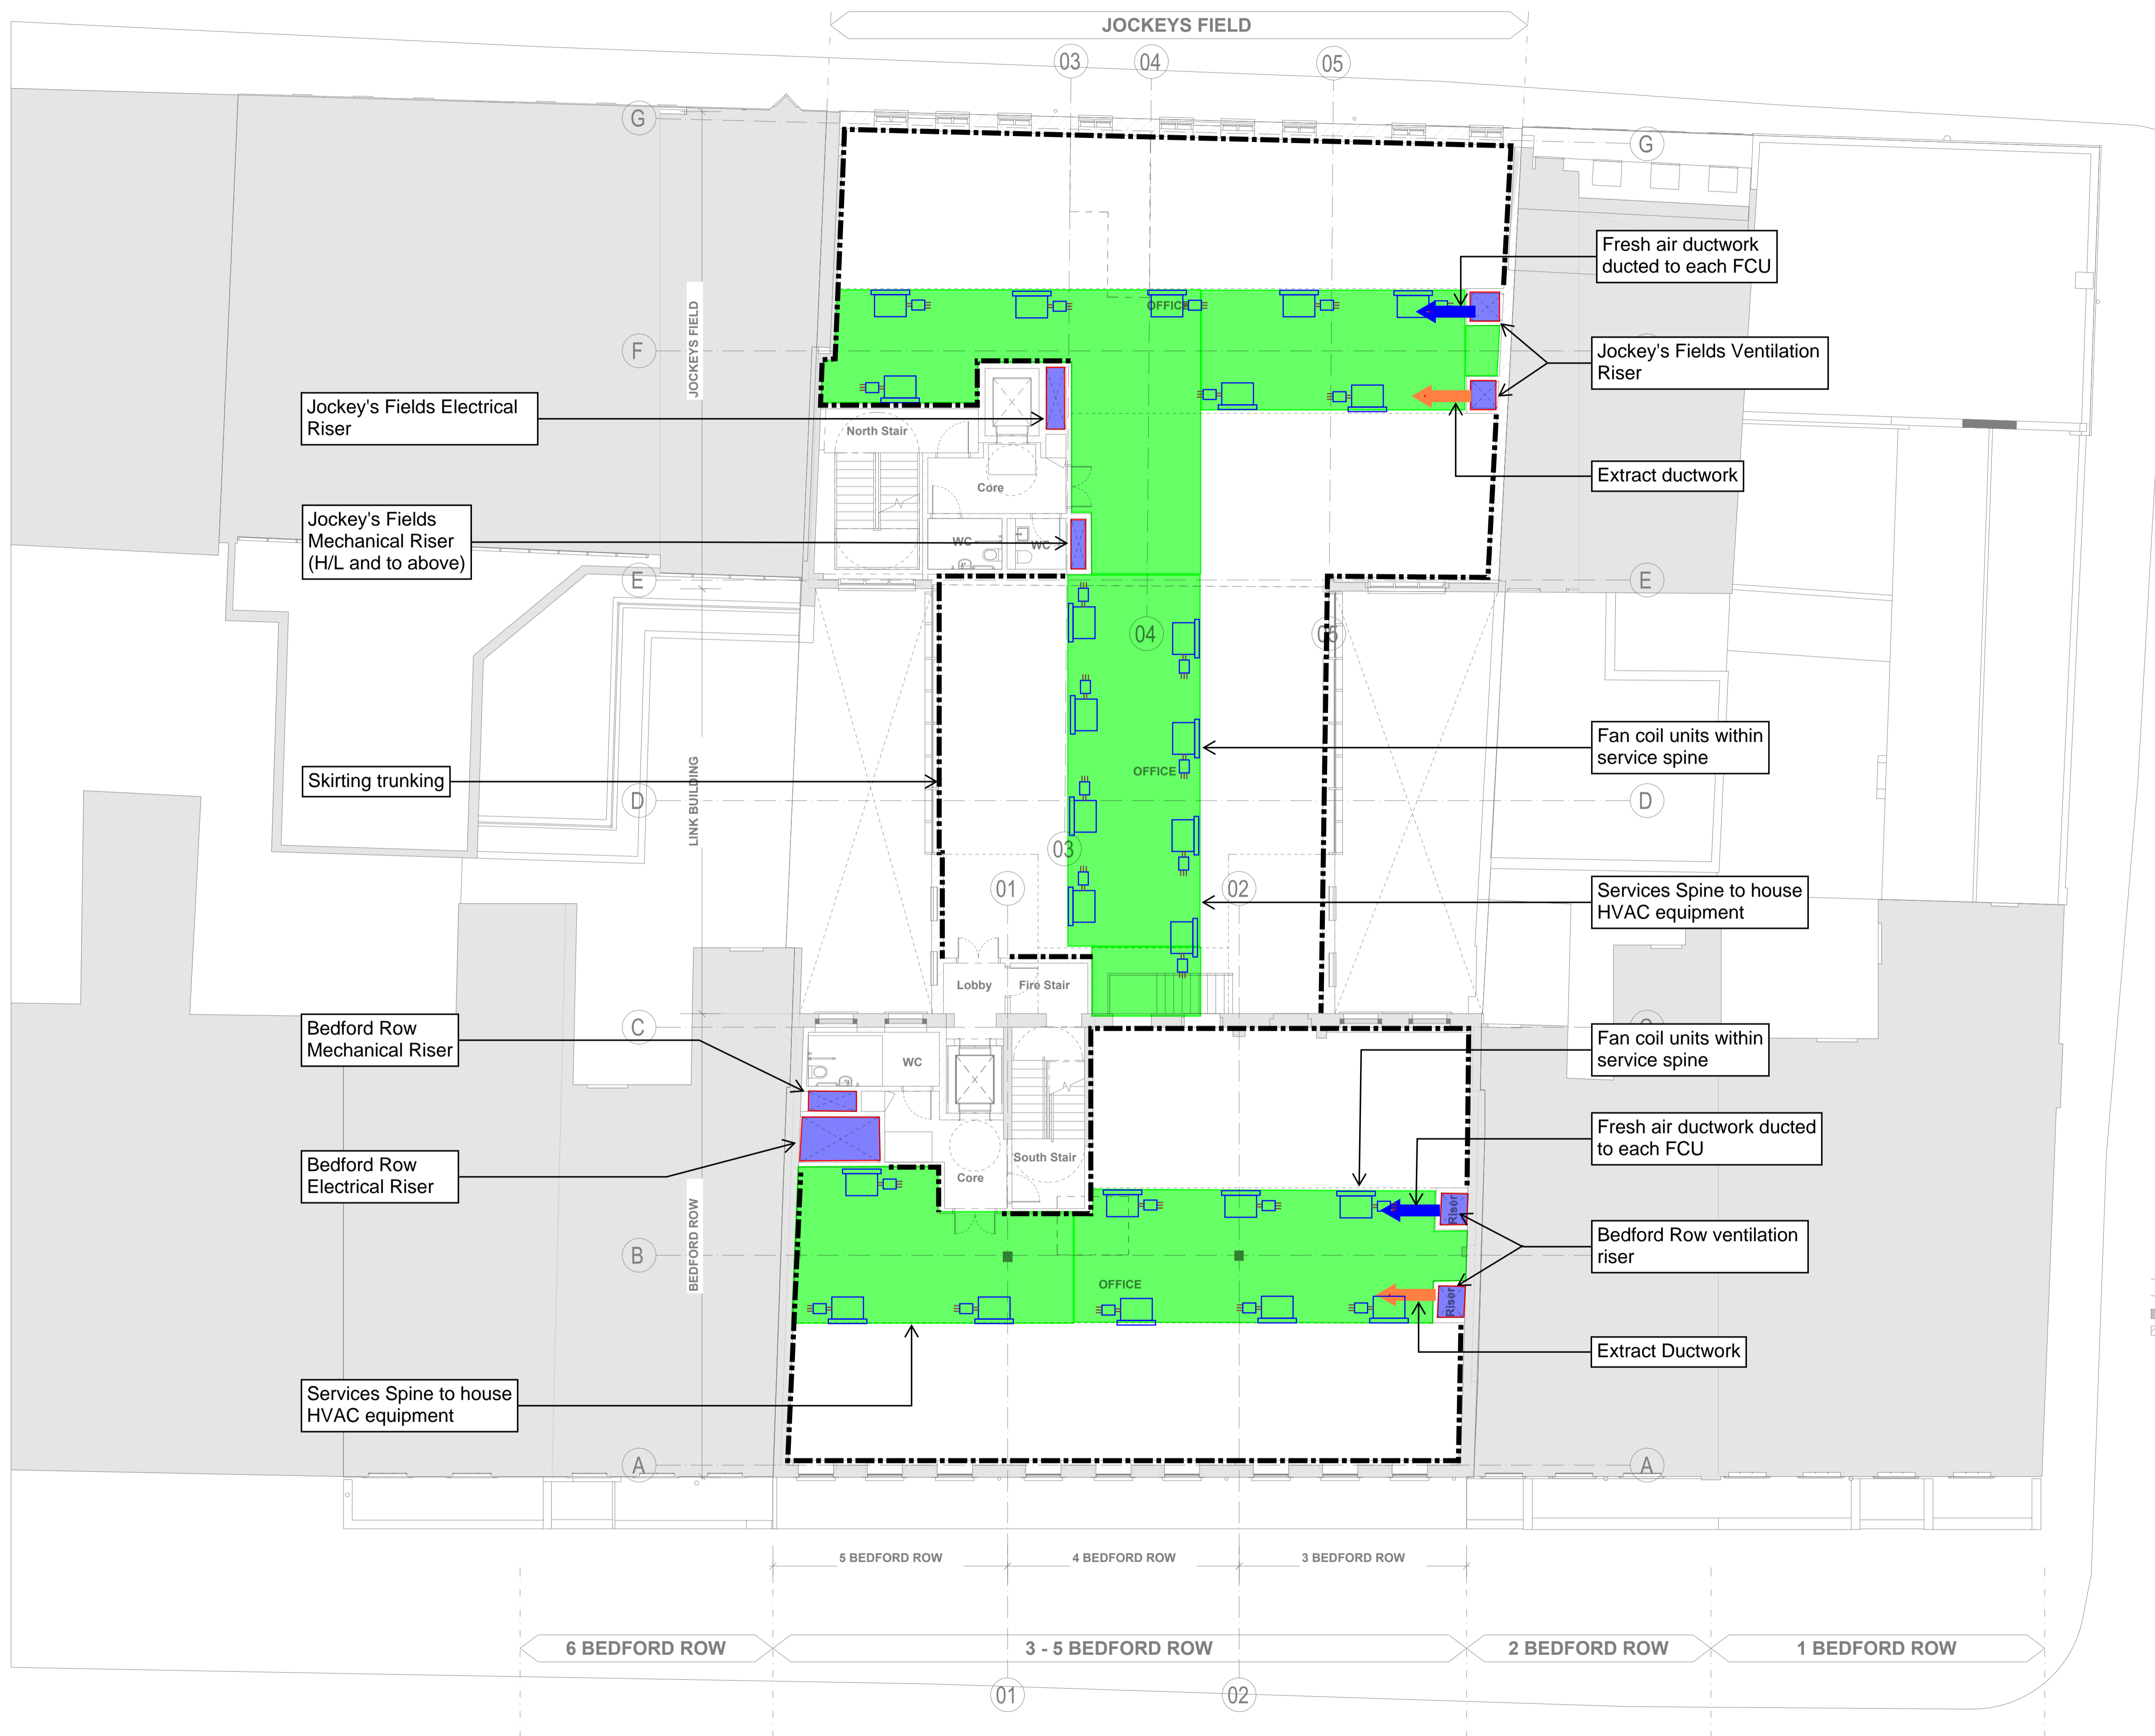 JOCKEYS FIELD
03
04
05
G
G
Fresh air ductwork
ducted to each FCU
OFFICE
JOCKEYS FIELD
F
Jockey's Fields Ventilation
Riser
Jockey's Fields Electrical
Riser
North Stair
Extract ductwork
Core
Jockey's Fields
Mechanical Riser
(H/L and to above)
WC
WC
E
E
04
05
Fan coil units within
service spine
Skirting trunking
OFFICE
LINK BUILDING
D
D
03
01
02
Services Spine to house
HVAC equipment
Lobby
Fire Stair
Bedford Row
Mechanical Riser
C
Fan coil units within
service spine
WC
Fresh air ductwork ducted
to each FCU
Bedford Row
Electrical Riser
South Stair
Core
Riser
BEDFORD ROW
B
Bedford Row ventilation
riser
OFFICE
Riser
Extract Ductwork
Services Spine to house
HVAC equipment
A
A
5 BEDFORD ROW
4 BEDFORD ROW
3 BEDFORD ROW
6 BEDFORD ROW
3 - 5 BEDFORD ROW
2 BEDFORD ROW
1 BEDFORD ROW
01
02